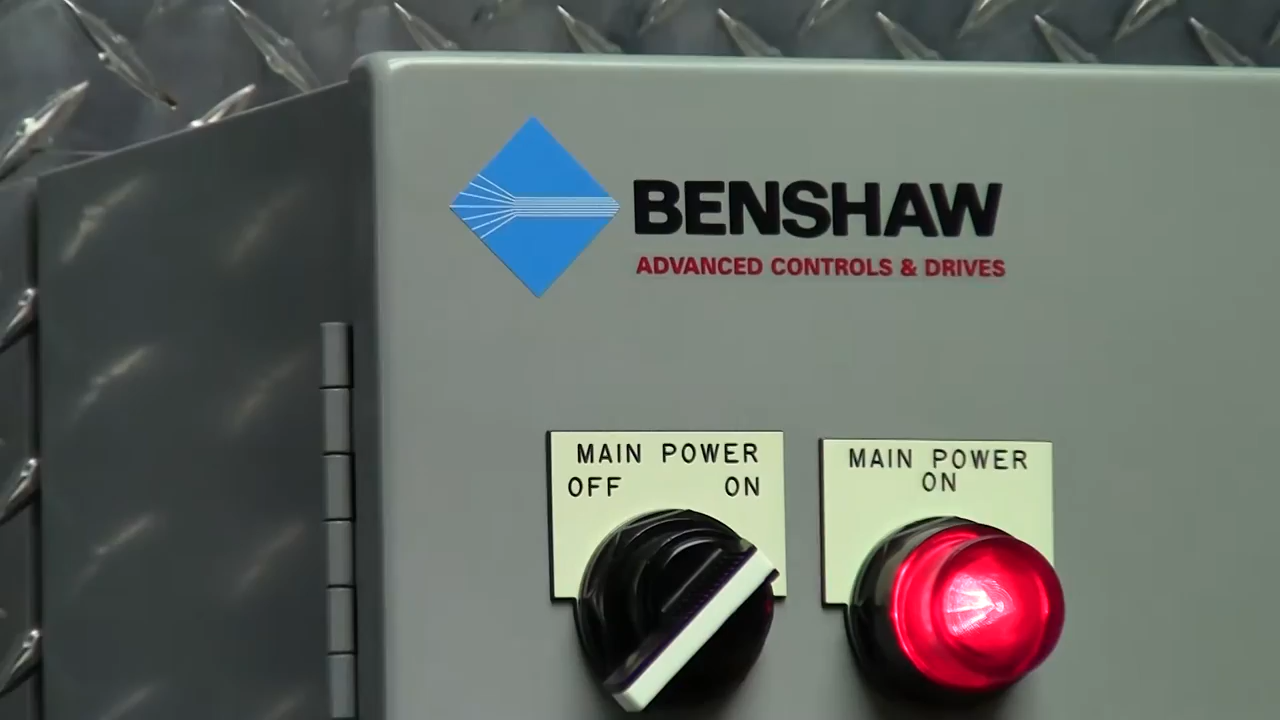 BENSHAW
ADVANCED CONTROLS & DRIVES
MAIN POWER
OFF ON
MAIN POWER
ON